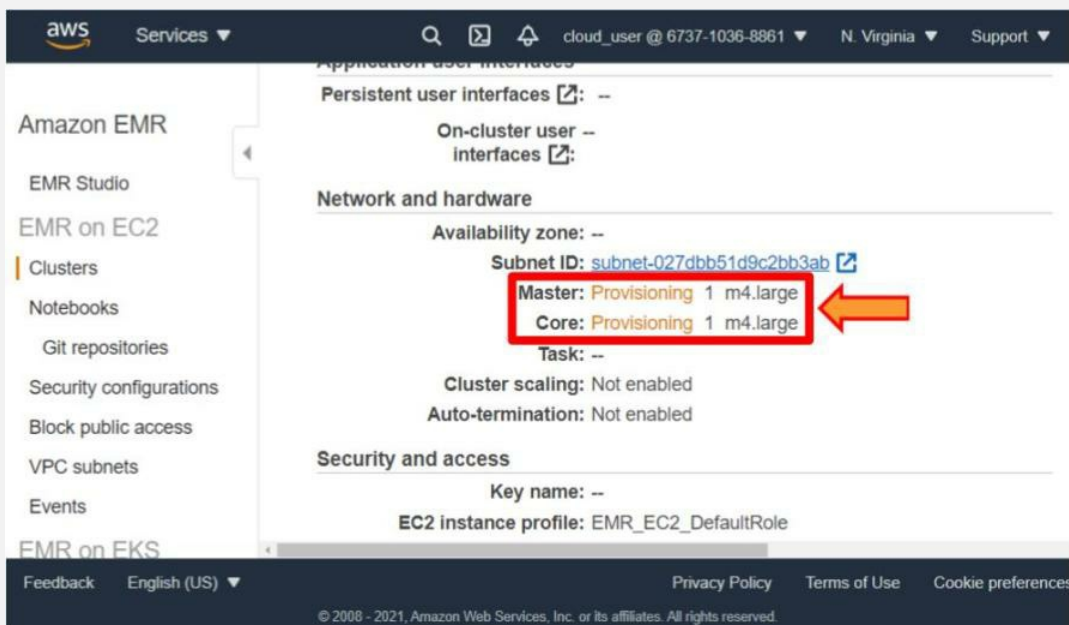 aws Services ▼ cloud_user @ 6737-1036-8861 ▼ N. Virginia ▼ Support ▼
Application user interfaces
Persistent user interfaces : --
On-cluster user --
interfaces :
Amazon EMR
EMR Studio
EMR on EC2
Clusters
Notebooks
Git repositories
Security configurations
Block public access
VPC subnets
Events
EMR on EKS
Network and hardware
Availability zone: --
Subnet ID: subnet-027dbb51d9c2bb3ab
Master: Provisioning 1 m4.large
Core: Provisioning 1 m4.large
Task: --
Cluster scaling: Not enabled
Auto-termination: Not enabled
Security and access
Key name: --
EC2 instance profile: EMR_EC2_DefaultRole
Feedback English (US) ▼ Privacy Policy Terms of Use Cookie preferences
© 2008 - 2021, Amazon Web Services, Inc. or its affiliates. All rights reserved.